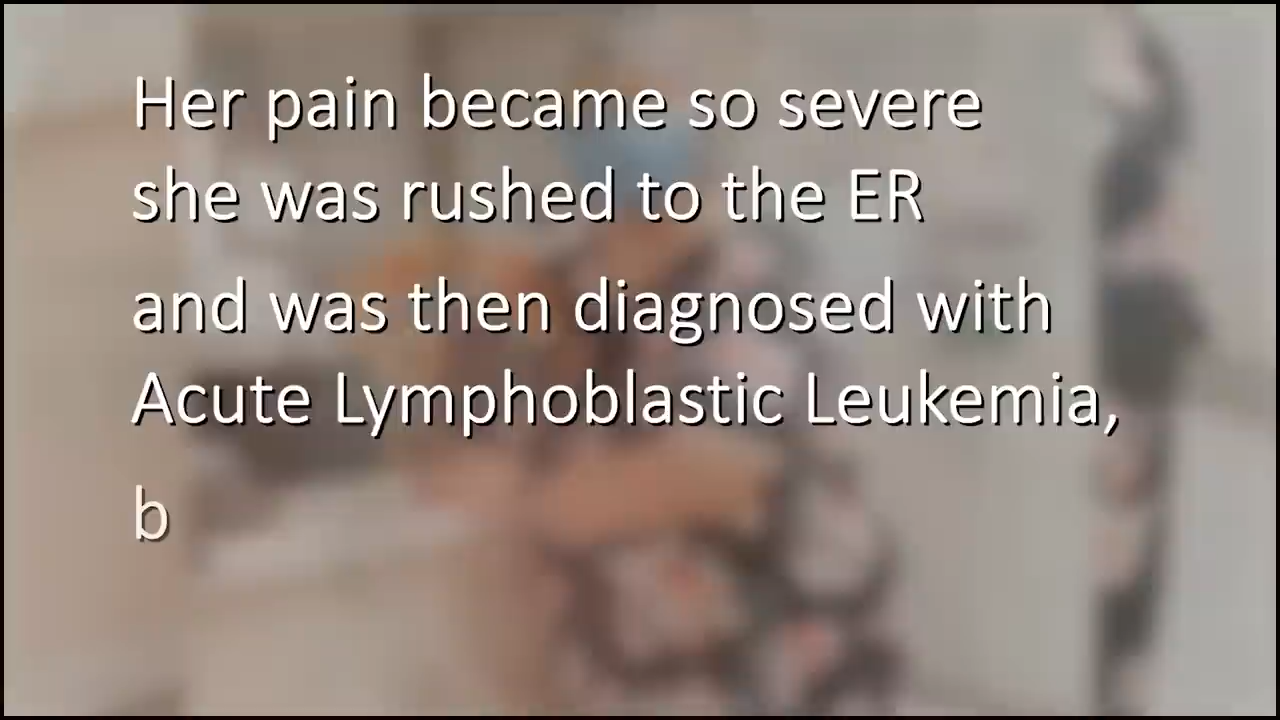 Her pain became so severe
she was rushed to the ER
and was then diagnosed with
Acute Lymphoblastic Leukemia,
b